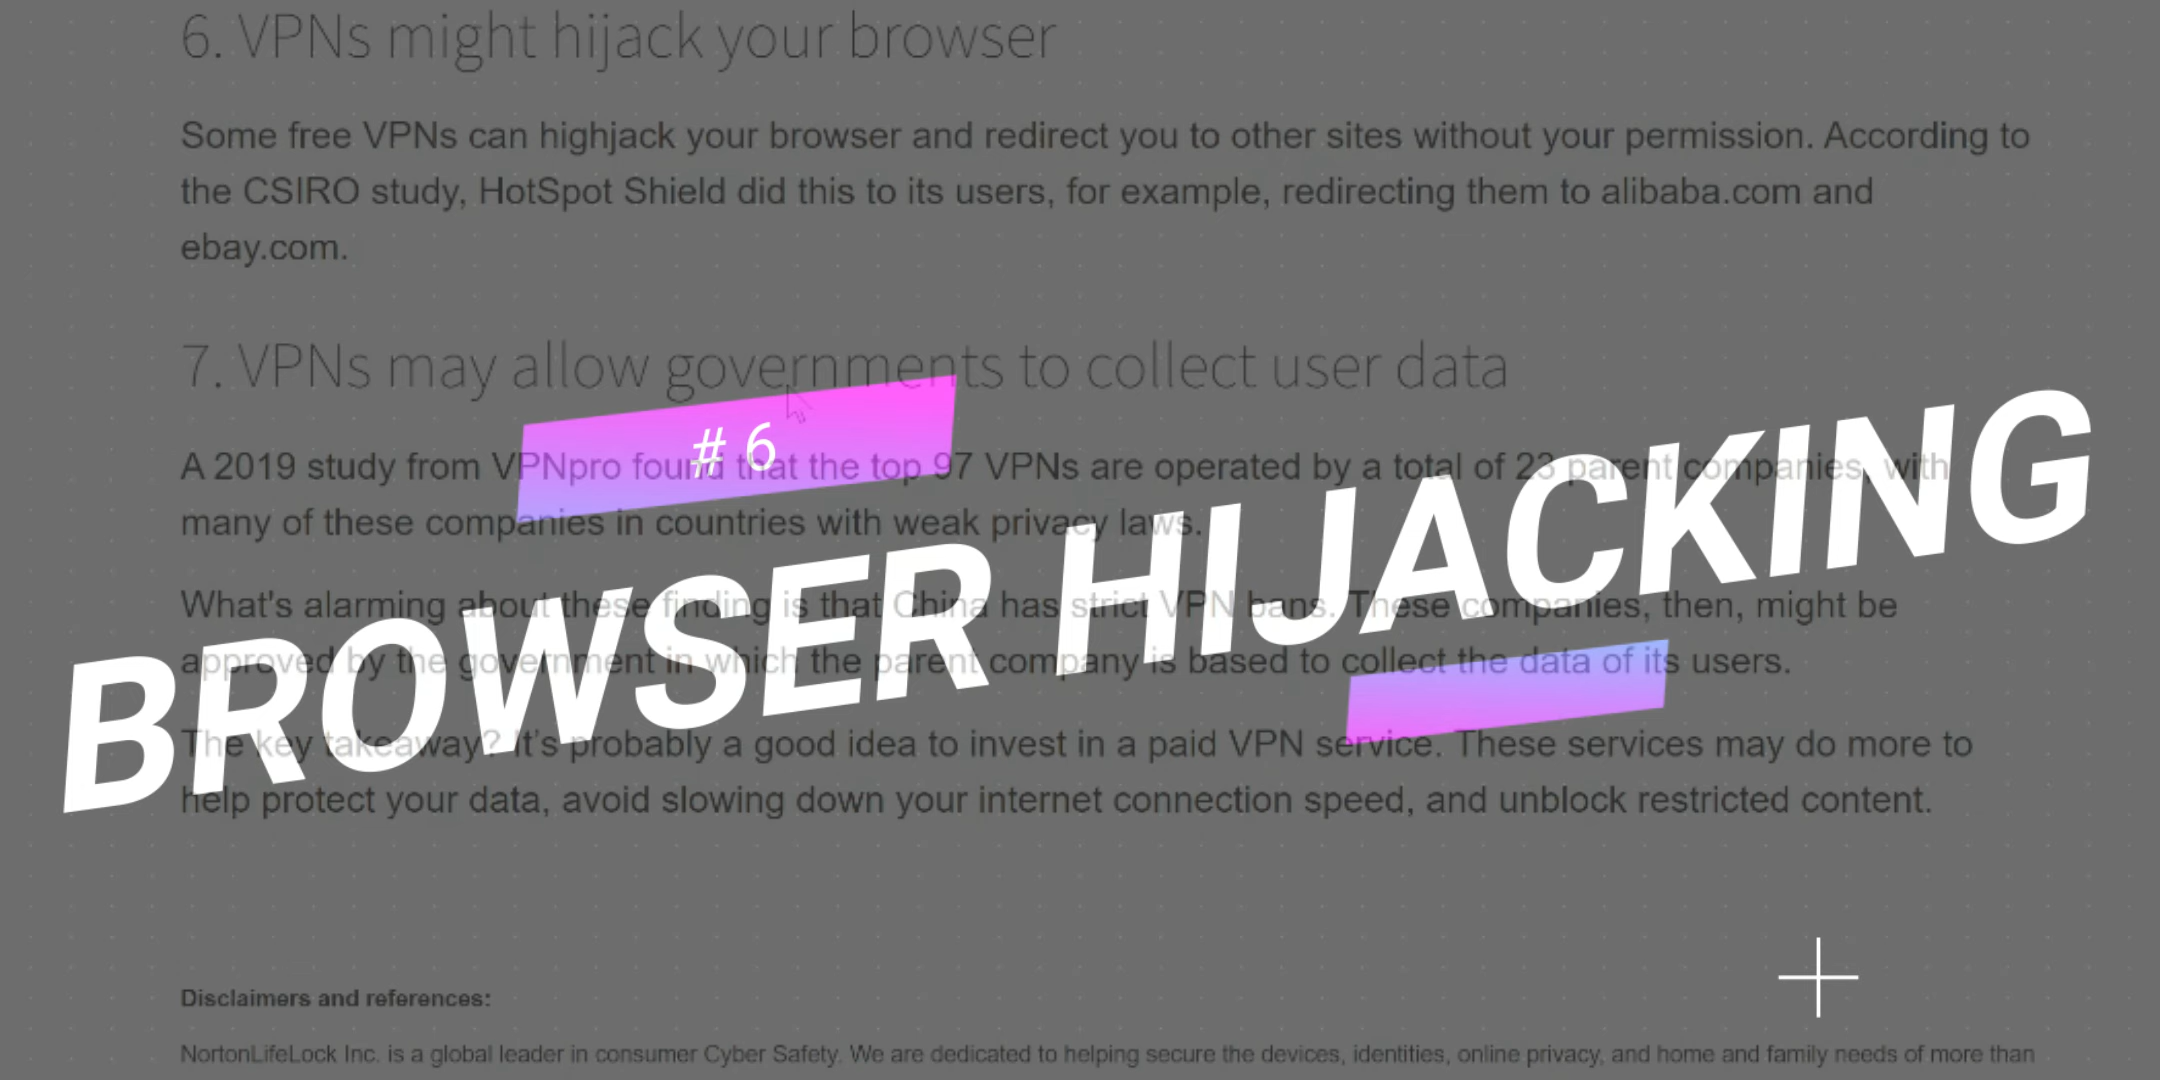 6. VPNs might hijack your browser
Some free VPNs can highjack your browser and redirect you to other sites without your permission. According to
the CSIRO study, HotSpot Shield did this to its users, for example, redirecting them to alibaba.com and
ebay.com.
7. VPNs may allow governments to collect user data
# 6
A 2019 study from VPNpro found that the top 97 VPNs are operated by a total of 23 parent companies, with
many of these companies in countries with weak privacy laws.
BROWSER HIJACKING
What's alarming about these finding is that China has strict VPN bans. These companies, then, might be
approved by the government in which the parent company is based to collect the data of its users.
The key takeaway? It's probably a good idea to invest in a paid VPN service. These services may do more to
help protect your data, avoid slowing down your internet connection speed, and unblock restricted content.
Disclaimers and references:
NortonLifeLock Inc. is a global leader in consumer Cyber Safety. We are dedicated to helping secure the devices, identities, online privacy, and home and family needs of more than